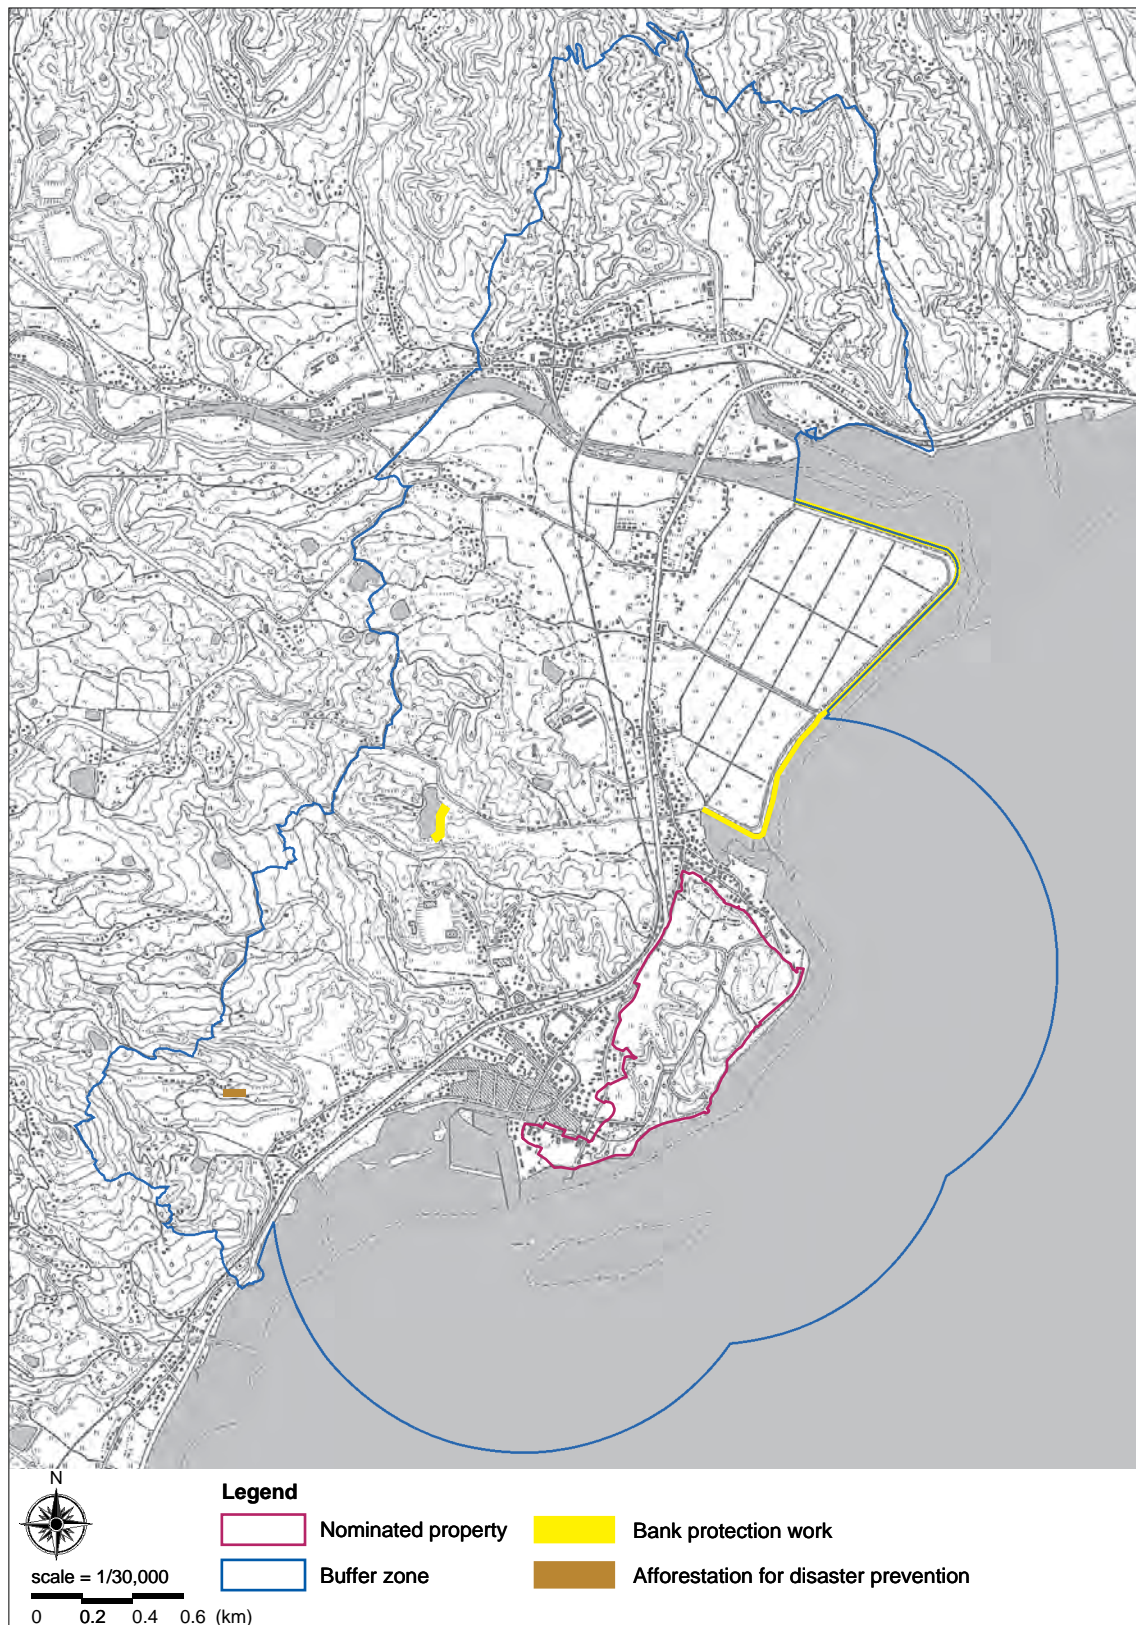 N
scale = 1/30,000
0 0.2 0.4 0.6 (km)
Legend
Nominated property
Buffer zone
Bank protection work
Afforestation for disaster prevention